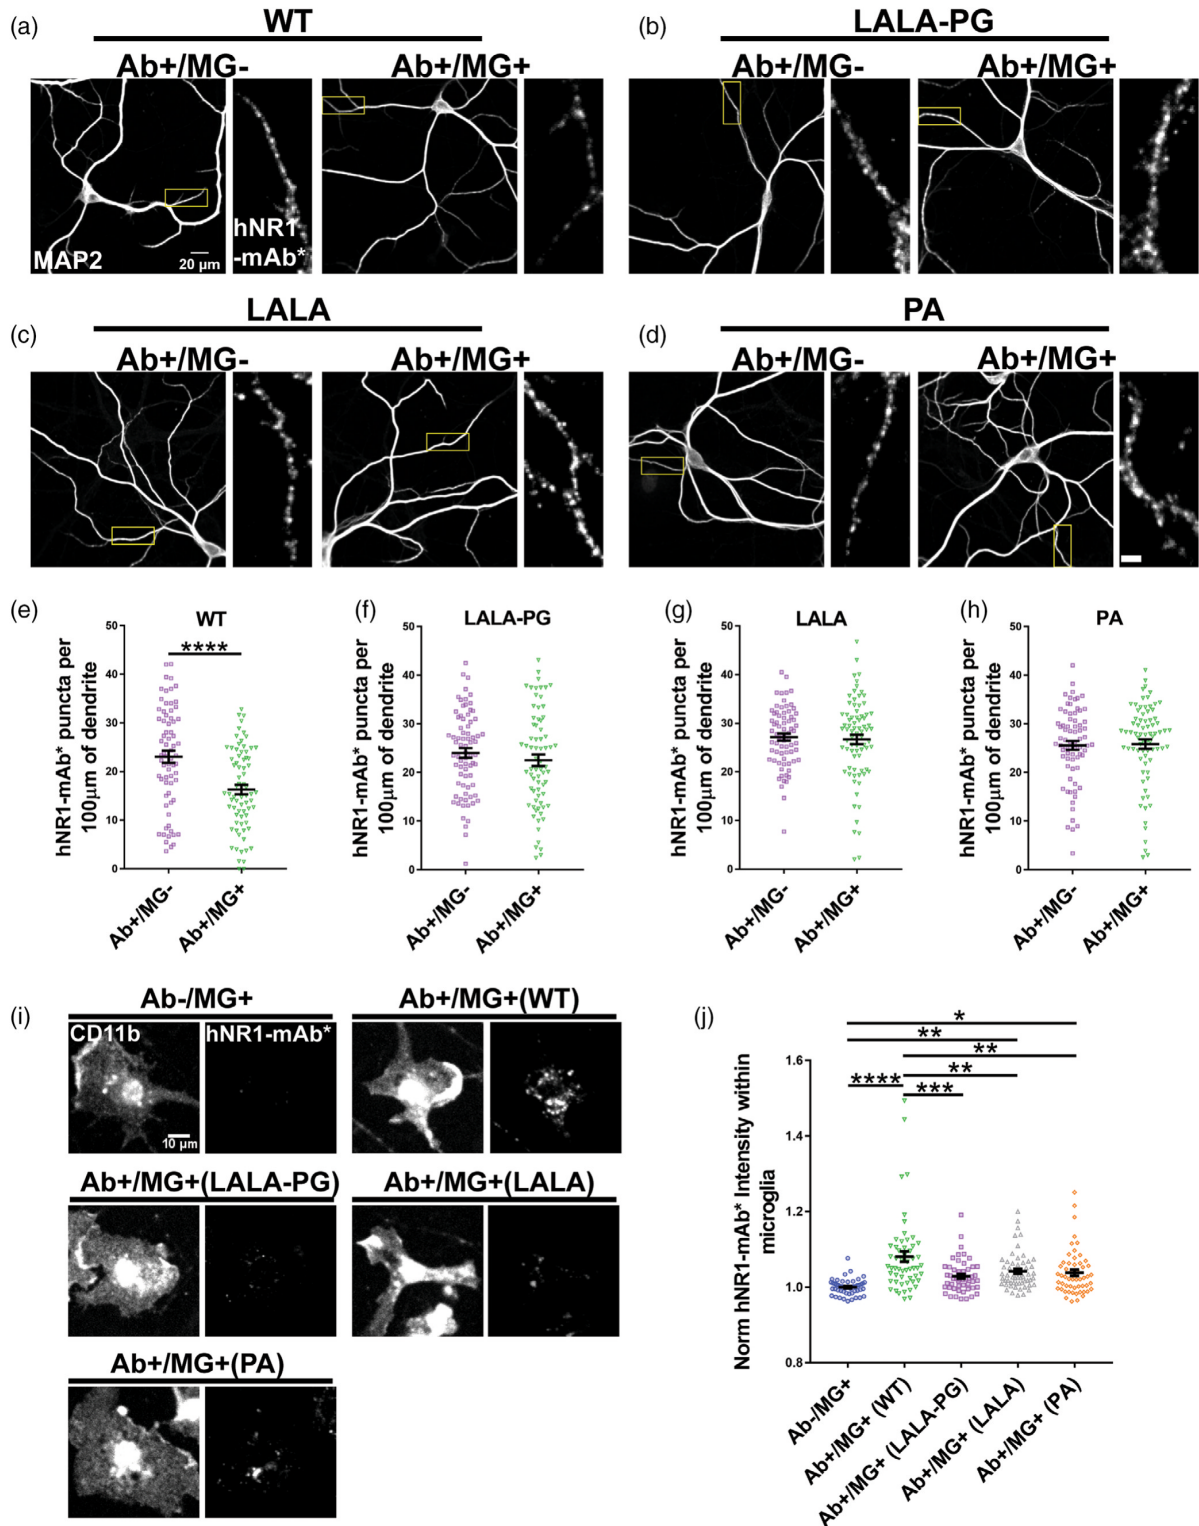 (a)
WT
Ab+/MG-
Ab+/MG+
MAP2
20 µm
hNR1
-mAb*
(b)
LALA-PG
Ab+/MG-
Ab+/MG+
(c)
LALA
Ab+/MG-
Ab+/MG+
(d)
PA
Ab+/MG-
Ab+/MG+
(e)
WT
hNR1-mAb* puncta per
100µm of dendrite
50
40
30
20
10
0
****
Ab+/MG-
Ab+/MG+
(f)
LALA-PG
hNR1-mAb* puncta per
100µm of dendrite
50
40
30
20
10
0
Ab+/MG-
Ab+/MG+
(g)
LALA
hNR1-mAb* puncta per
100µm of dendrite
50
40
30
20
10
0
Ab+/MG-
Ab+/MG+
(h)
PA
hNR1-mAb* puncta per
100µm of dendrite
50
40
30
20
10
0
Ab+/MG-
Ab+/MG+
(i)
Ab-/MG+
CD11b
10 µm
hNR1-mAb*
Ab+/MG+(WT)
Ab+/MG+(LALA-PG)
Ab+/MG+(LALA)
Ab+/MG+(PA)
(j)
Norm hNR1-mAb* Intensity within
microglia
1.6
1.4
1.2
1.0
0.8
*
**
**
**
****
***
Ab-/MG+
Ab+/MG+ (WT)
Ab+/MG+ (LALA-PG)
Ab+/MG+ (LALA)
Ab+/MG+ (PA)